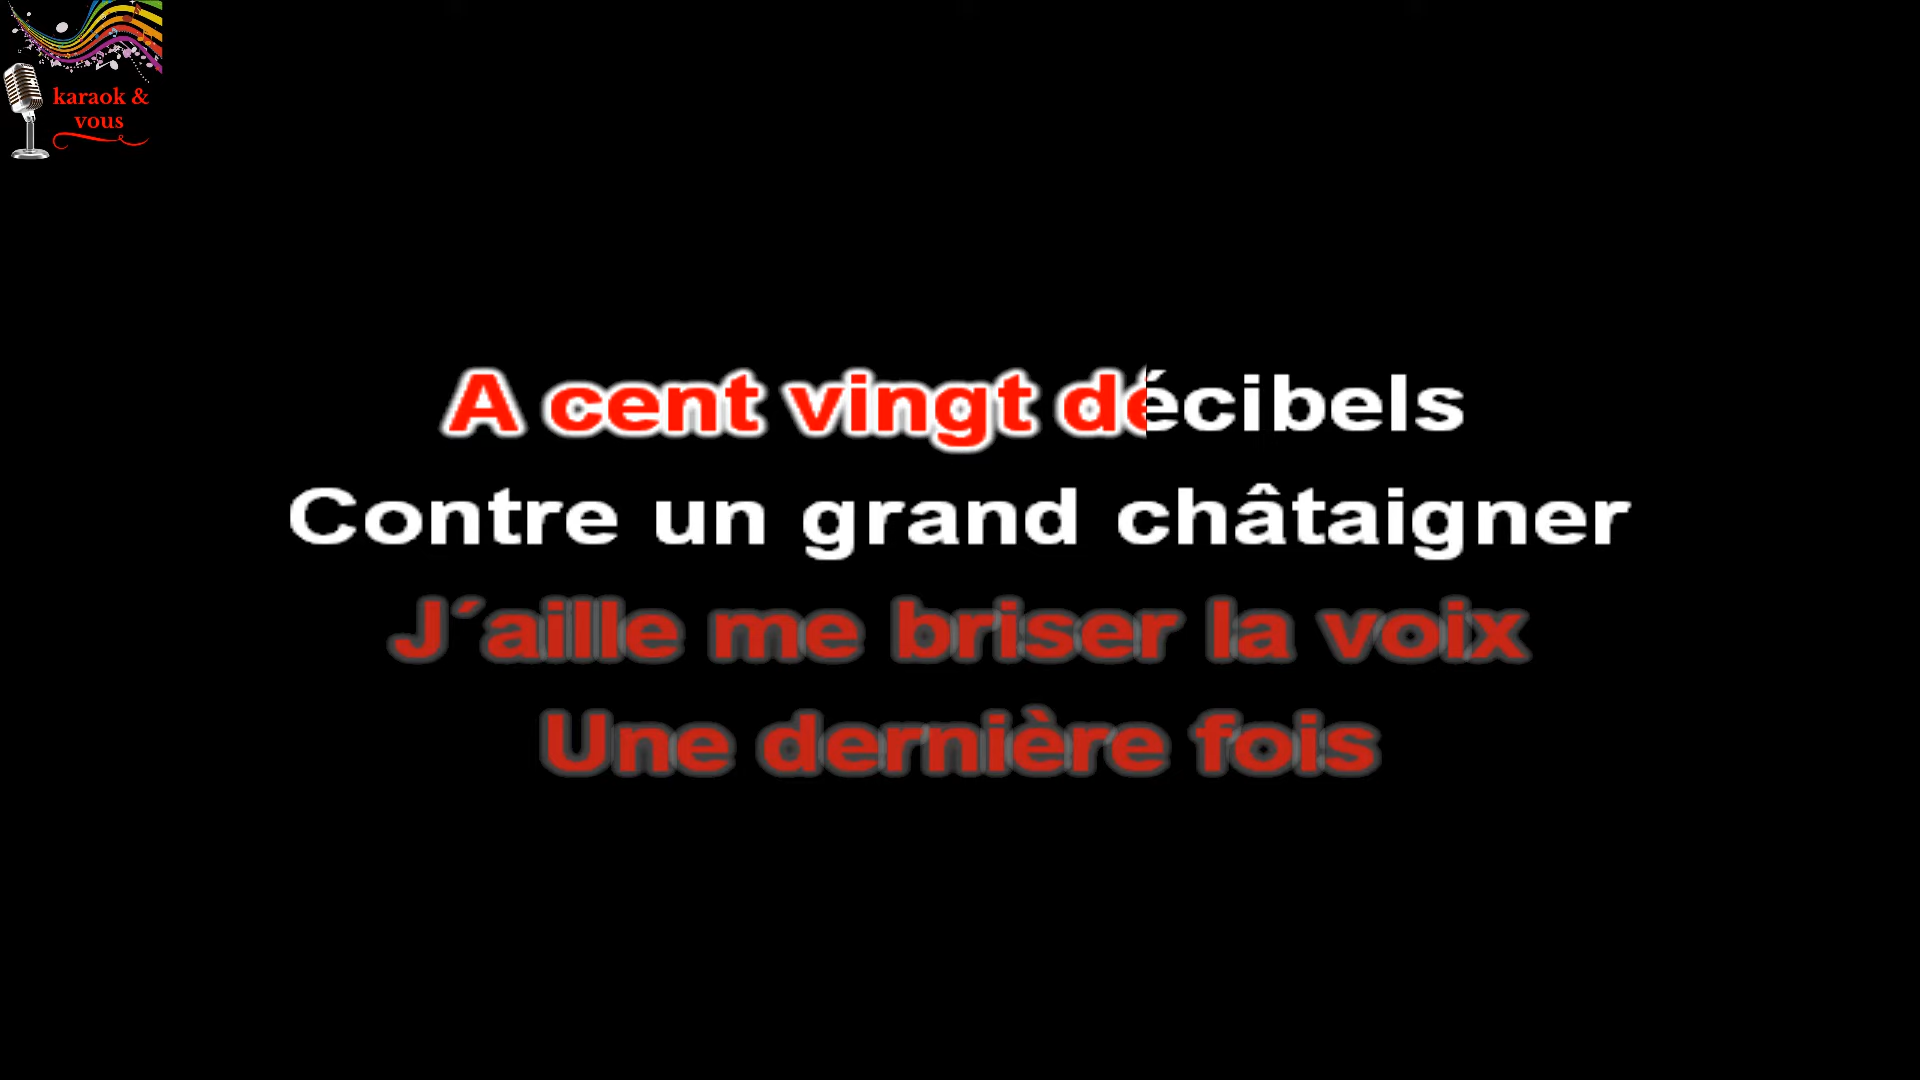 karaok &
vous
A cent vingt décibels
Contre un grand châtaigner
J´aille me briser la voix
Une dernière fois